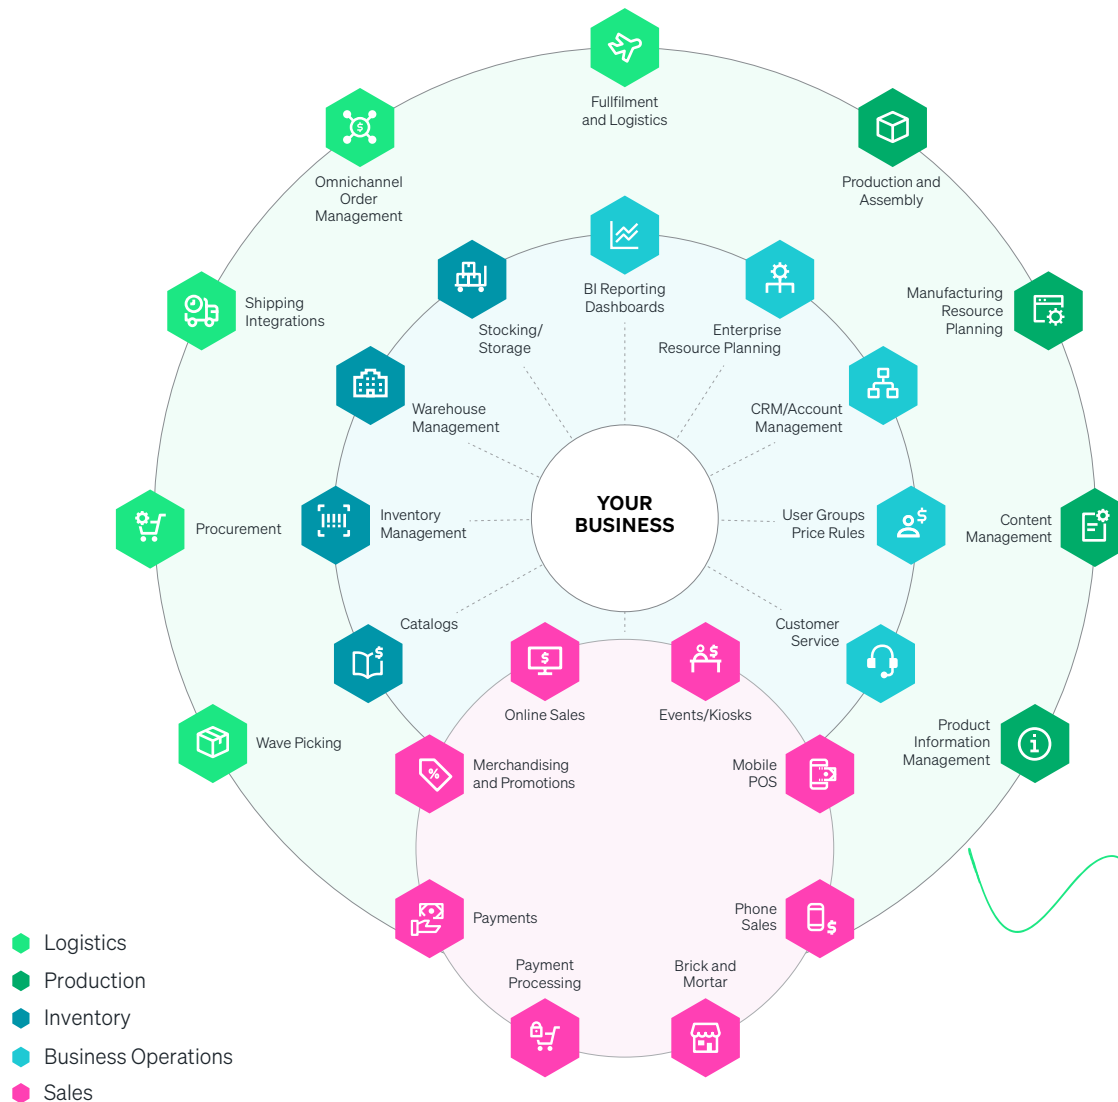 Fullfilment
and Logistics
Omnichannel
Order
Management
Production and
Assembly
Shipping
Integrations
Manufacturing
Resource
Planning
BI Reporting
Dashboards
Stocking/
Storage
Enterprise
Resource Planning
Warehouse
Management
CRM/Account
Management
YOUR
BUSINESS
Procurement
Inventory
Management
User Groups
Price Rules
Content
Management
Catalogs
Customer
Service
Online Sales
Events/Kiosks
Wave Picking
Product
Information
Management
Merchandising
and Promotions
Mobile
POS
Payments
Phone
Sales
Payment
Processing
Brick and
Mortar
Logistics
Production
Inventory
Business Operations
Sales